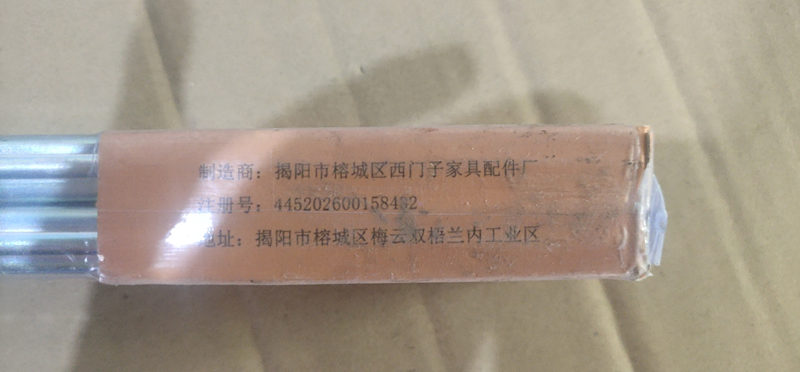 制造商：揭阳市榕城区西门子家具配件厂
注册号：445202600158432
地址：揭阳市榕城区梅云双梧兰内工业区